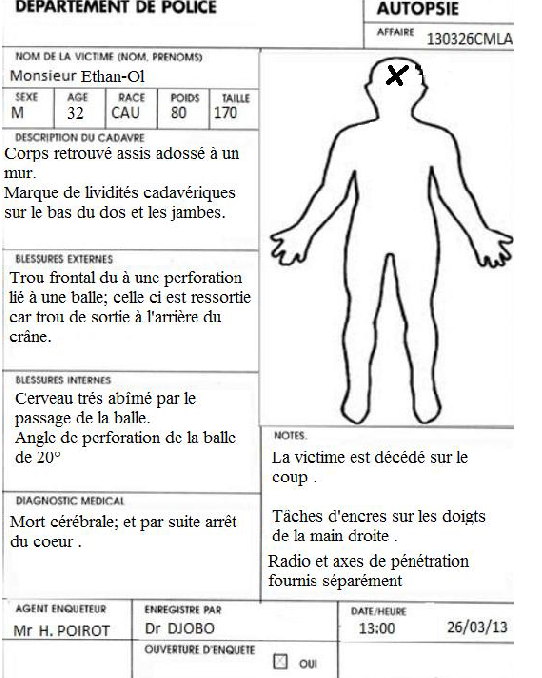 DEPARTEMENT DE POLICE
AUTOPSIE
AFFAIRE 130326CMLA
NOM DE LA VICTIME (NOM, PRENOMS)
Monsieur Ethan-Ol
SEXE AGE RACE POIDS TAILLE
M 32 CAU 80 170
DESCRIPTION DU CADAVRE
Corps retrouvé assis adossé à un
mur.
Marque de lividités cadavériques
sur le bas du dos et les jambes.
BLESSURES EXTERNES
Trou frontal du à une perforation
lié à une balle; celle ci est ressortie
car trou de sortie à l'arrière du
crâne.
BLESSURES INTERNES
Cerveau trés abîmé par le
passage de la balle.
Angle de perforation de la balle
de 20°
DIAGNOSTIC MEDICAL
Mort cérébrale; et par suite arrêt
du coeur .
NOTES.
La victime est décédé sur le
coup .
Tâches d'encres sur les doigts
de la main droite .
Radio et axes de pénétration
fournis séparément
AGENT ENQUETEUR
Mr H. POIROT
ENREGISTRE PAR
Dr DJOBO
DATE/HEURE
13:00 26/03/13
OUVERTURE D'ENQUETE
OUI